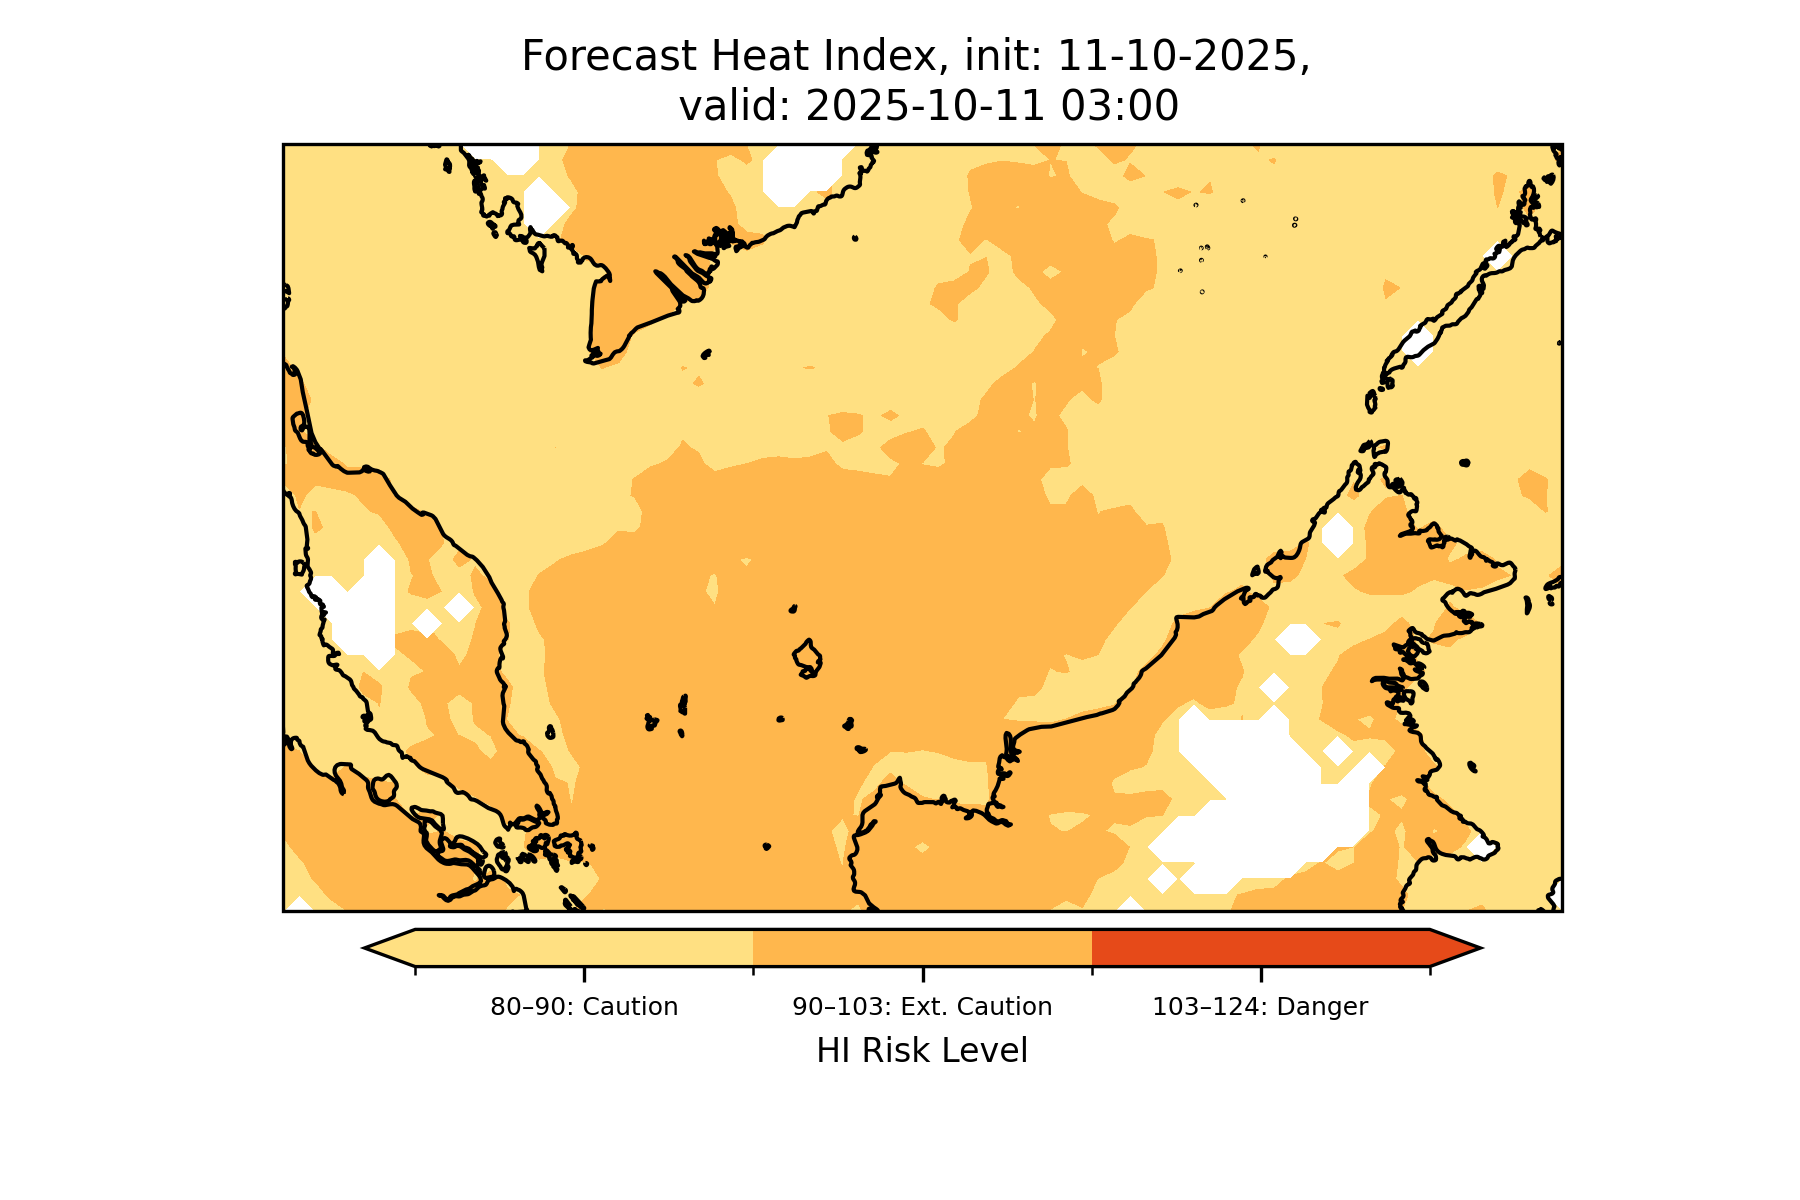 Forecast Heat Index, init: 11-10-2025,
valid: 2025-10-11 03:00
80–90: Caution
90–103: Ext. Caution
103–124: Danger
HI Risk Level